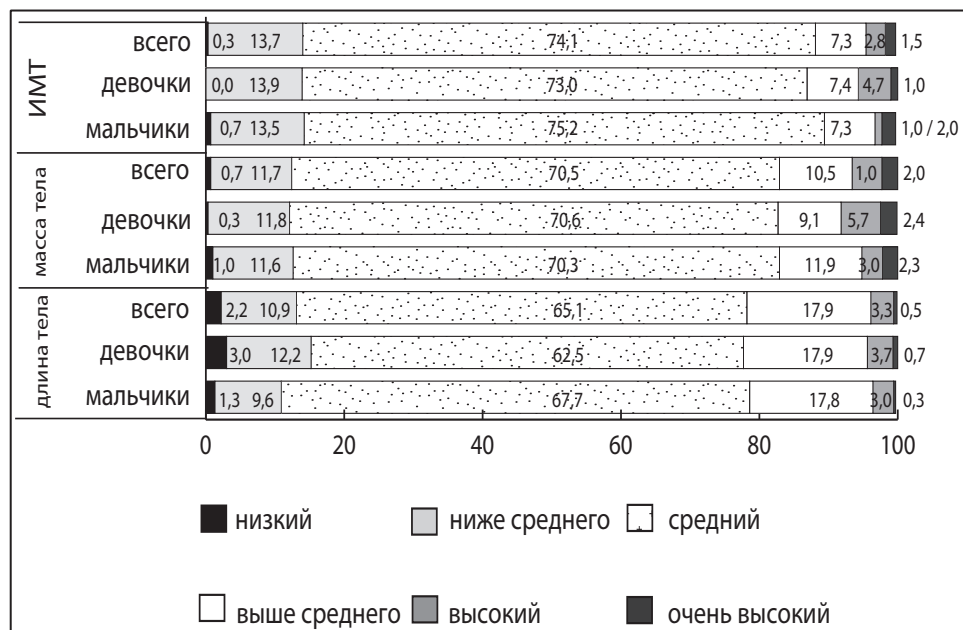 ИМТ
всего 0,3 13,7 74,1 7,3 2,8 1,5
девочки 0,0 13,9 73,0 7,4 4,7 1,0
мальчики 0,7 13,5 75,2 7,3 1,0 / 2,0
масса тела
всего 0,7 11,7 70,5 10,5 1,0 2,0
девочки 0,3 11,8 70,6 9,1 5,7 2,4
мальчики 1,0 11,6 70,3 11,9 3,0 2,3
длина тела
всего 2,2 10,9 65,1 17,9 3,3 0,5
девочки 3,0 12,2 62,5 17,9 3,7 0,7
мальчики 1,3 9,6 67,7 17,8 3,0 0,3
0 20 40 60 80 100
низкий ниже среднего средний
выше среднего высокий очень высокий